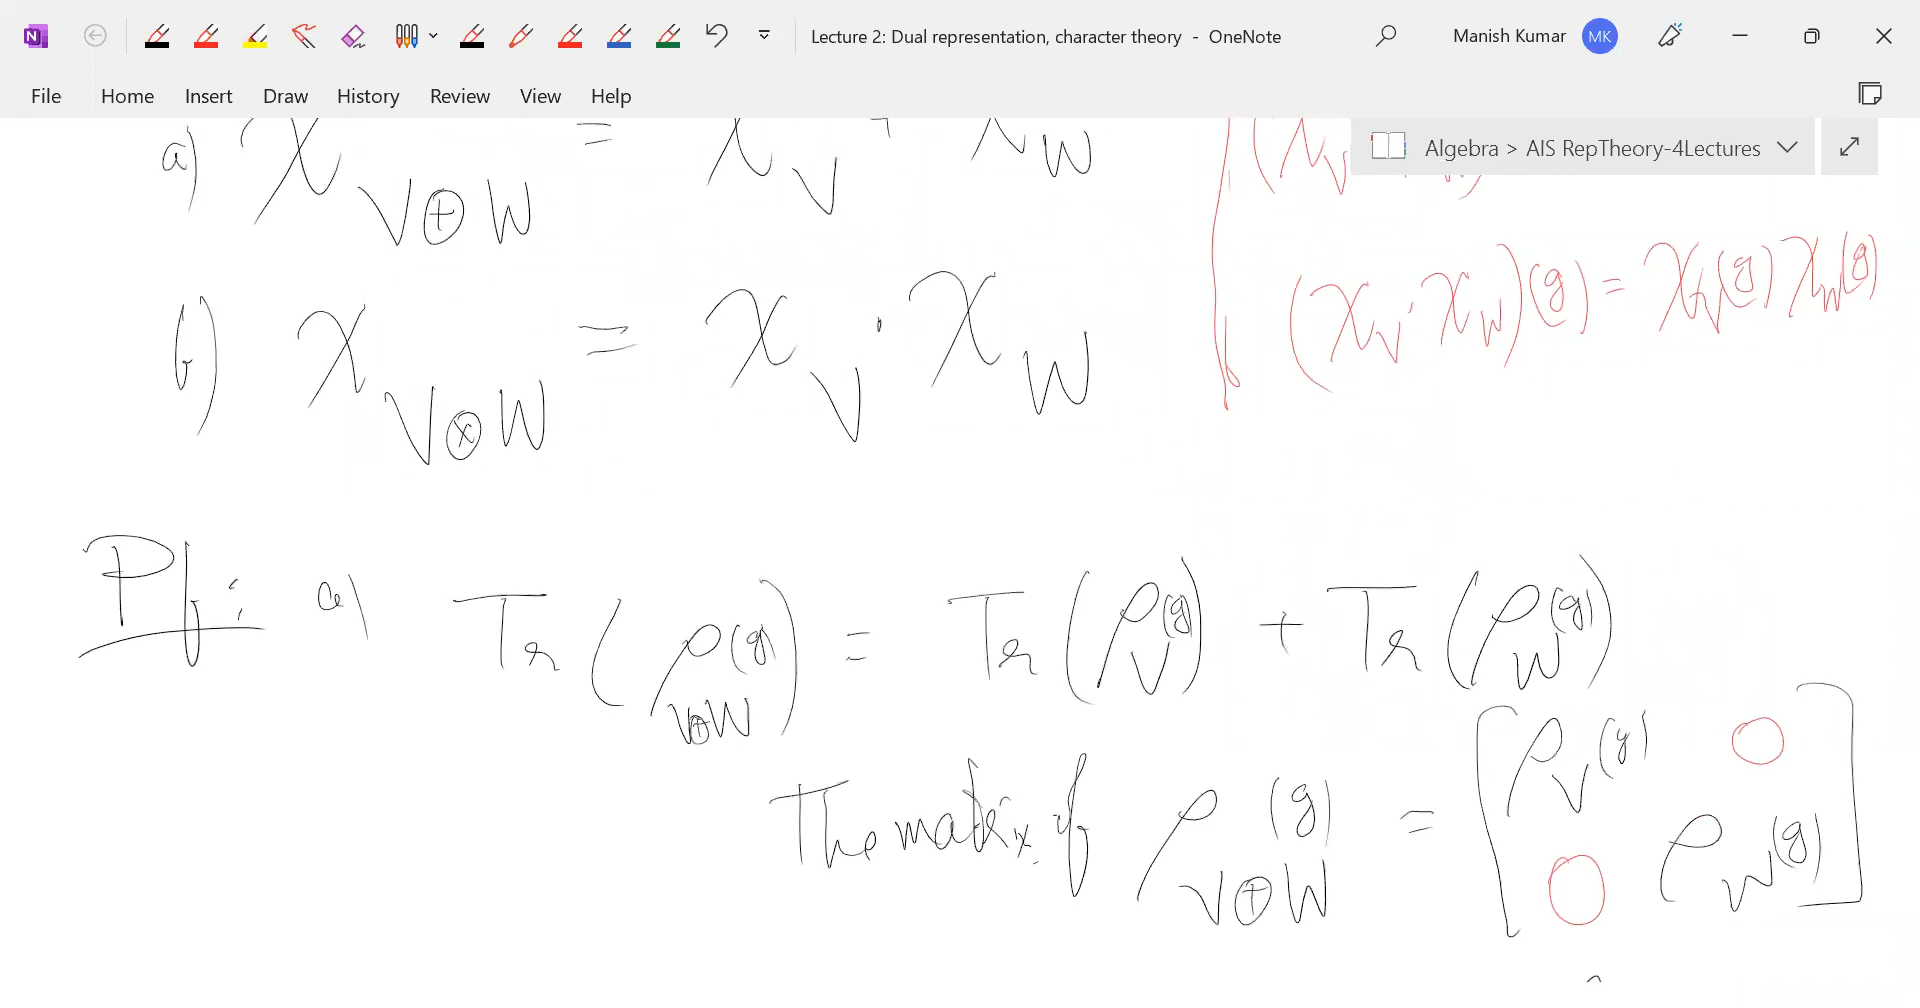 Lecture 2: Dual representation, character theory - OneNote
Manish Kumar MK
File Home Insert Draw History Review View Help
Algebra > AIS RepTheory-4Lectures
a) χ_{V⊕W} = χ_V + χ_W
b) χ_{V⊗W} = χ_V · χ_W
(χ_V · χ_W)(g) = χ_V(g) χ_W(g)
Pf: a) Tr(ρ_{V⊕W}(g)) = Tr(ρ_V(g)) + Tr(ρ_W(g))
The matrix of ρ_{V⊕W}(g) = [ρ_V(g) 0
0 ρ_W(g)]